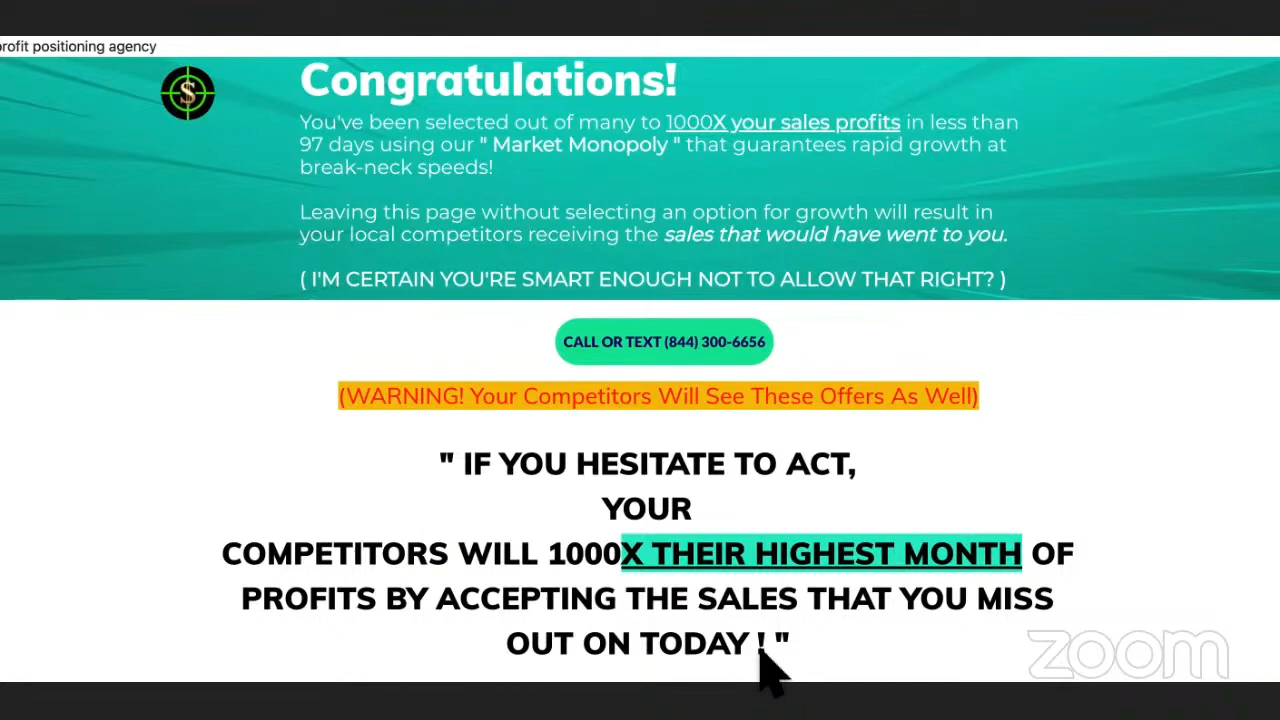 profit positioning agency
$
Congratulations!
You've been selected out of many to 1000X your sales profits in less than
97 days using our " Market Monopoly " that guarantees rapid growth at
break-neck speeds!
Leaving this page without selecting an option for growth will result in
your local competitors receiving the sales that would have went to you.
( I'M CERTAIN YOU'RE SMART ENOUGH NOT TO ALLOW THAT RIGHT? )
CALL OR TEXT (844) 300-6656
(WARNING! Your Competitors Will See These Offers As Well)
" IF YOU HESITATE TO ACT,
YOUR
COMPETITORS WILL 1000X THEIR HIGHEST MONTH OF
PROFITS BY ACCEPTING THE SALES THAT YOU MISS
OUT ON TODAY ! "
zoom